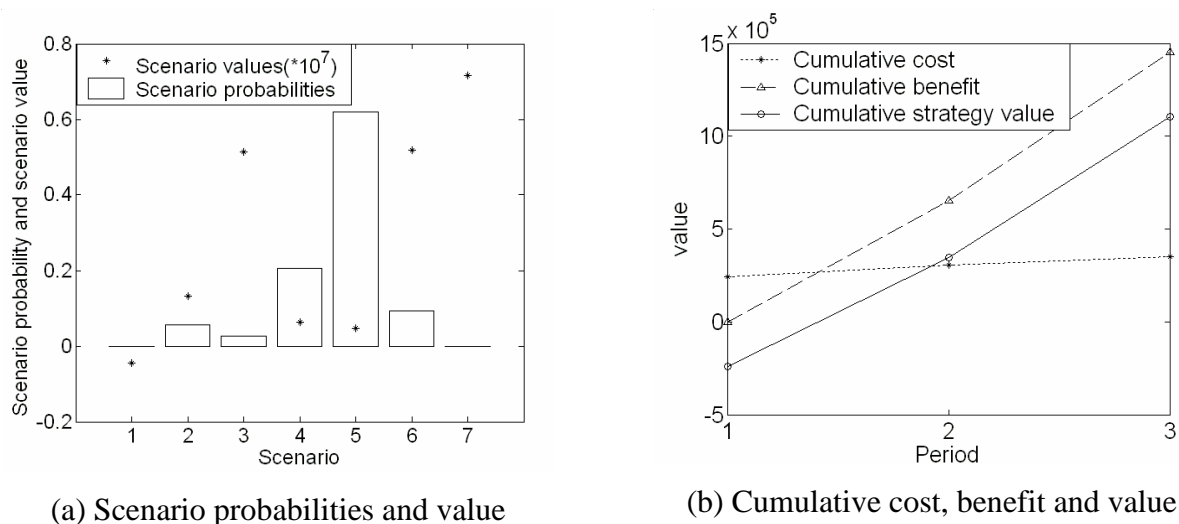 0.8
Scenario values(*10^7)
Scenario probabilities
0.6
0.4
0.2
0
-0.2
Scenario probability and scenario value
1 2 3 4 5 6 7
Scenario
(a) Scenario probabilities and value
15 x 10^5
Cumulative cost
Cumulative benefit
Cumulative strategy value
10
5
0
-5
value
1 2 3
Period
(b) Cumulative cost, benefit and value